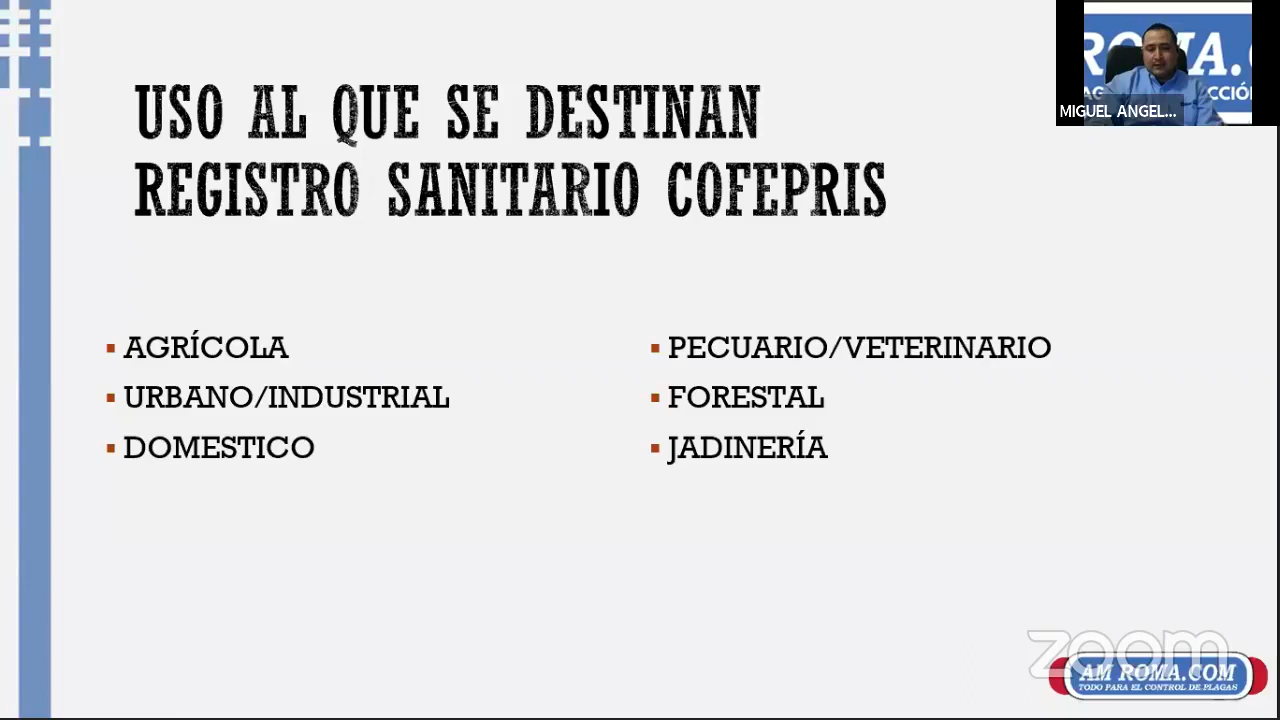 USO AL QUE SE DESTINAN
REGISTRO SANITARIO COFEPRIS
AGRÍCOLA
URBANO/INDUSTRIAL
DOMESTICO
PECUARIO/VETERINARIO
FORESTAL
JADINERÍA
MIGUEL ANGEL...
zoom
AM ROMA.COM
TODO PARA EL CONTROL DE PLAGAS